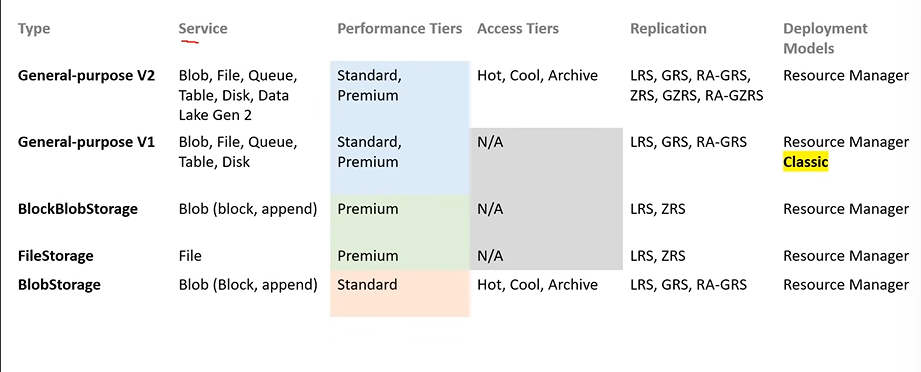 Type Service Performance Tiers Access Tiers Replication Deployment
Models
General-purpose V2 Blob, File, Queue, Standard, Hot, Cool, Archive LRS, GRS, RA-GRS, Resource Manager
Table, Disk, Data Premium ZRS, GZRS, RA-GZRS
Lake Gen 2
General-purpose V1 Blob, File, Queue, Standard, N/A LRS, GRS, RA-GRS Resource Manager
Table, Disk Premium Classic
BlockBlobStorage Blob (block, append) Premium N/A LRS, ZRS Resource Manager
FileStorage File Premium N/A LRS, ZRS Resource Manager
BlobStorage Blob (Block, append) Standard Hot, Cool, Archive LRS, GRS, RA-GRS Resource Manager